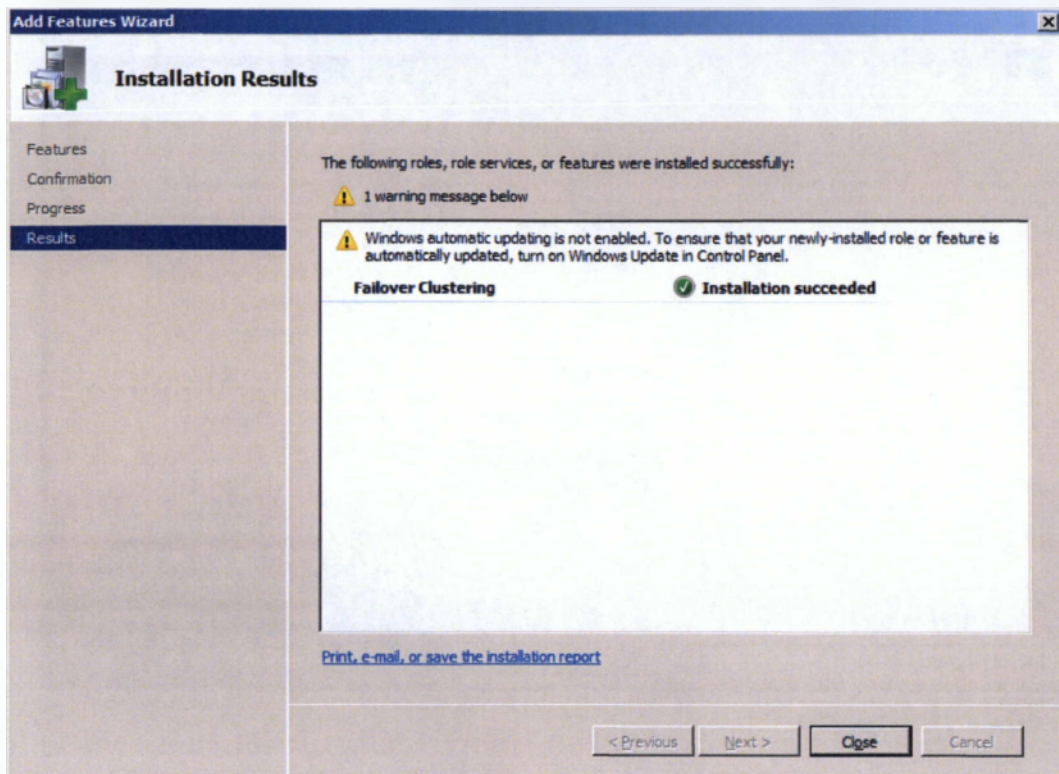 Add Features Wizard
Installation Results
Features
Confirmation
Progress
Results
The following roles, role services, or features were installed successfully:
1 warning message below
Windows automatic updating is not enabled. To ensure that your newly-installed role or feature is
automatically updated, turn on Windows Update in Control Panel.
Failover Clustering Installation succeeded
Print, e-mail, or save the installation report
< Previous Next > Close Cancel